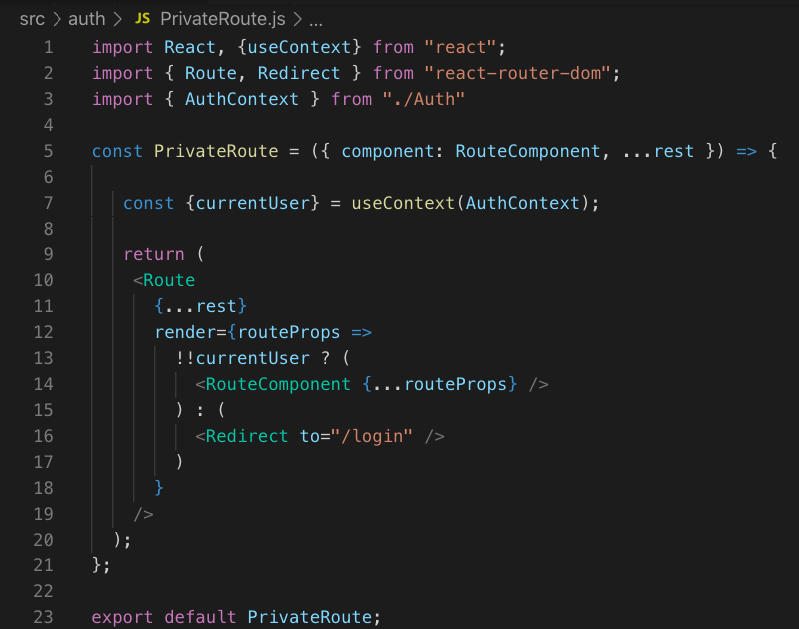 src > auth > JS PrivateRoute.js > ...
1 import React, {useContext} from "react";
2 import { Route, Redirect } from "react-router-dom";
3 import { AuthContext } from "./Auth"
4
5 const PrivateRoute = ({ component: RouteComponent, ...rest }) => {
6
7   const {currentUser} = useContext(AuthContext);
8
9   return (
10    <Route
11      {...rest}
12      render={routeProps =>
13        !!currentUser ? (
14          <RouteComponent {...routeProps} />
15        ) : (
16          <Redirect to="/login" />
17        )
18      }
19    />
20  );
21 };
22
23 export default PrivateRoute;